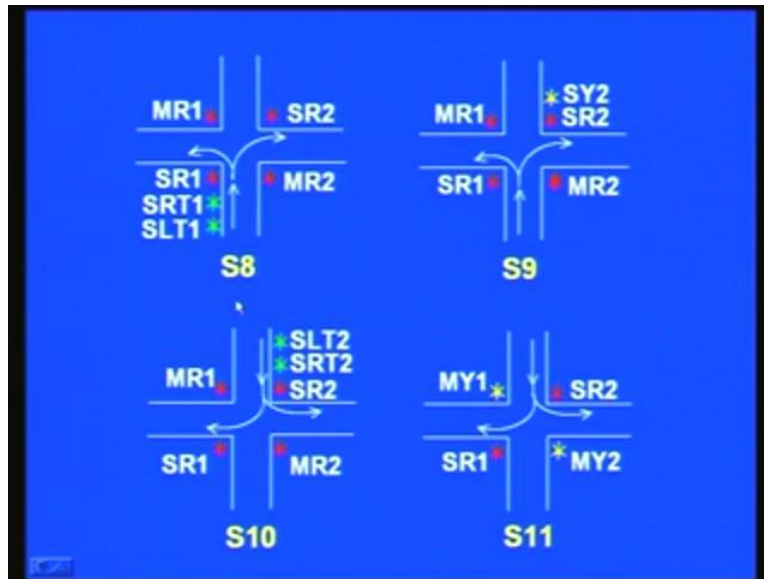 MR1 SR2
SR1 MR2
SRT1
SLT1
S8
MR1 SY2
SR2
SR1 MR2
S9
SLT2
SRT2
MR1 SR2
SR1 MR2
S10
MY1 SR2
SR1 MY2
S11